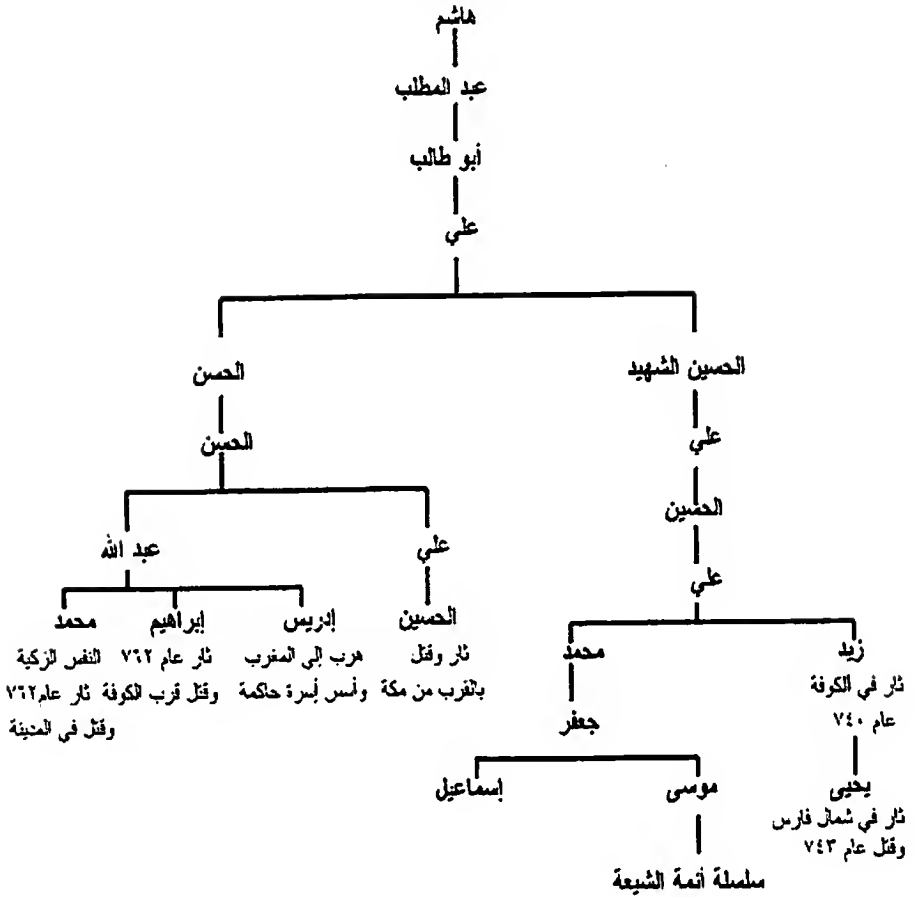 هاشم
عبد المطلب
أبو طالب
علي
الحسين الشهيد
الحسن
علي
الحسن
الحسين
علي
عبد الله
علي
زيد
محمد
الحسين
إدريس
إبراهيم
محمد
ثار في الكوفة
عام ٧٤٠
ثار وقتل
بالقرب من مكة
هرب إلى المغرب
وأسس أسرة حاكمة
ثار عام ٧٦٢
وقتل قرب الكوفة
النفس الزكية
ثار عام ٧٦٢
وقتل في المدينة
جعفر
يحيى
موسى
إسماعيل
ثار في شمال فارس
وقتل عام ٧٤٣
سلسلة أئمة الشيعة